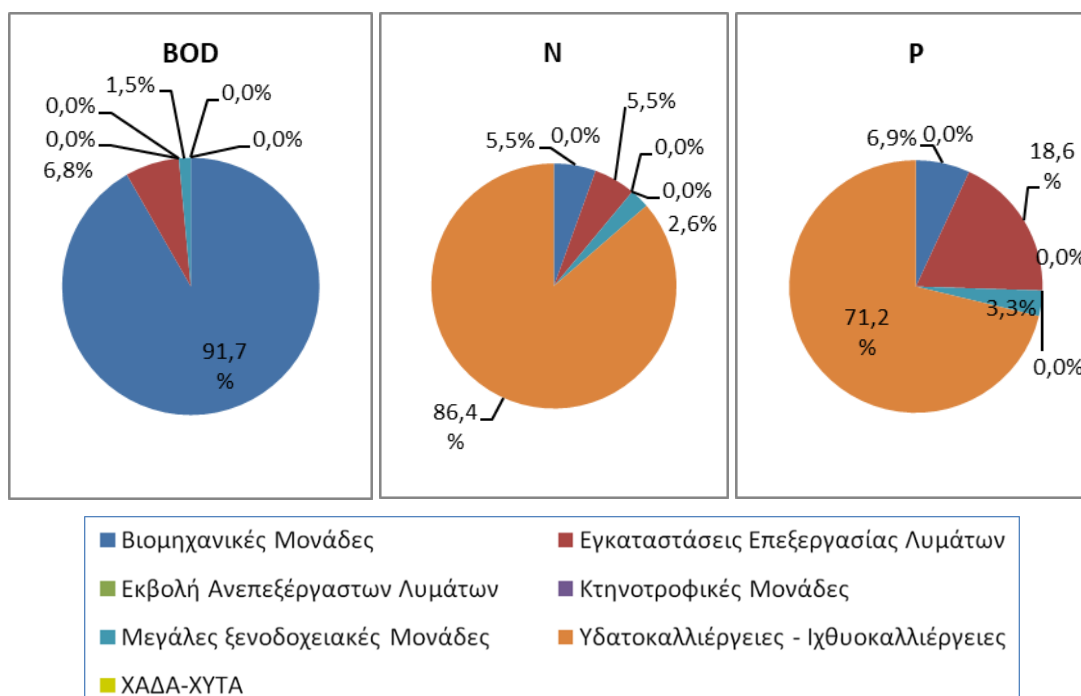 BOD
1,5%
0,0%
0,0%
0,0%
0,0%
6,8%
91,7
%
N
5,5%
5,5%
0,0%
0,0%
0,0%
2,6%
86,4
%
P
6,9%
0,0%
18,6
%
0,0%
3,3%
71,2
%
0,0%
Βιομηχανικές Μονάδες
Εγκαταστάσεις Επεξεργασίας Λυμάτων
Εκβολή Ανεπεξέργαστων Λυμάτων
Κτηνοτροφικές Μονάδες
Μεγάλες ξενοδοχειακές Μονάδες
Υδατοκαλλιέργειες - Ιχθυοκαλλιέργειες
ΧΑΔΑ-ΧΥΤΑ